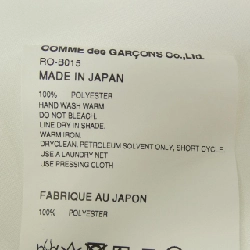 COMME des GARÇONS Co.,Ltd.
RO-B015
MADE IN JAPAN
100% POLYESTER
HAND WASH WARM
DO NOT BLEACH.
LINE DRY IN SHADE.
WARM IRON.
DRYCLEAN, PETROLEUM SOLVENT ONLY, SHORT CYCLE
USE A LAUNDRY NET
USE PRESSING CLOTH
FABRIQUE AU JAPON
100% POLYESTER